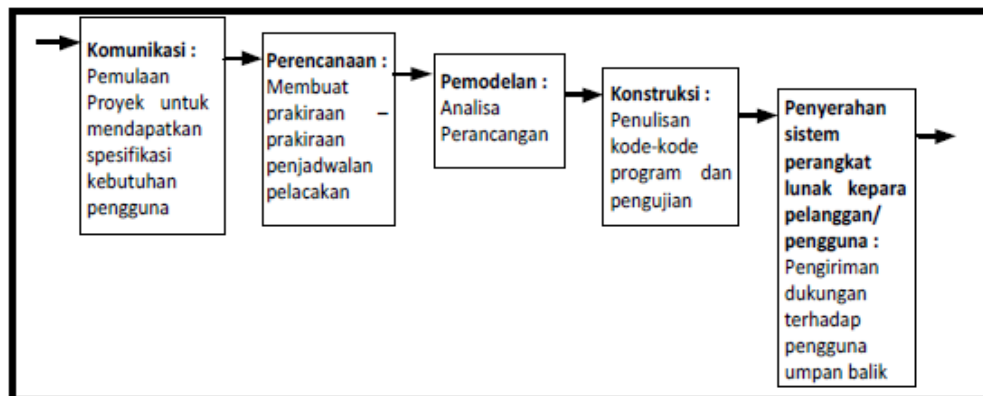 Komunikasi :
Pemulaan
Proyek untuk
mendapatkan
spesifikasi
kebutuhan
pengguna
Perencanaan :
Membuat
prakiraan –
prakiraan
penjadwalan
pelacakan
Pemodelan :
Analisa
Perancangan
Konstruksi :
Penulisan
kode-kode
program dan
pengujian
Penyerahan
sistem
perangkat
lunak kepara
pelanggan/
pengguna :
Pengiriman
dukungan
terhadap
pengguna
umpan balik